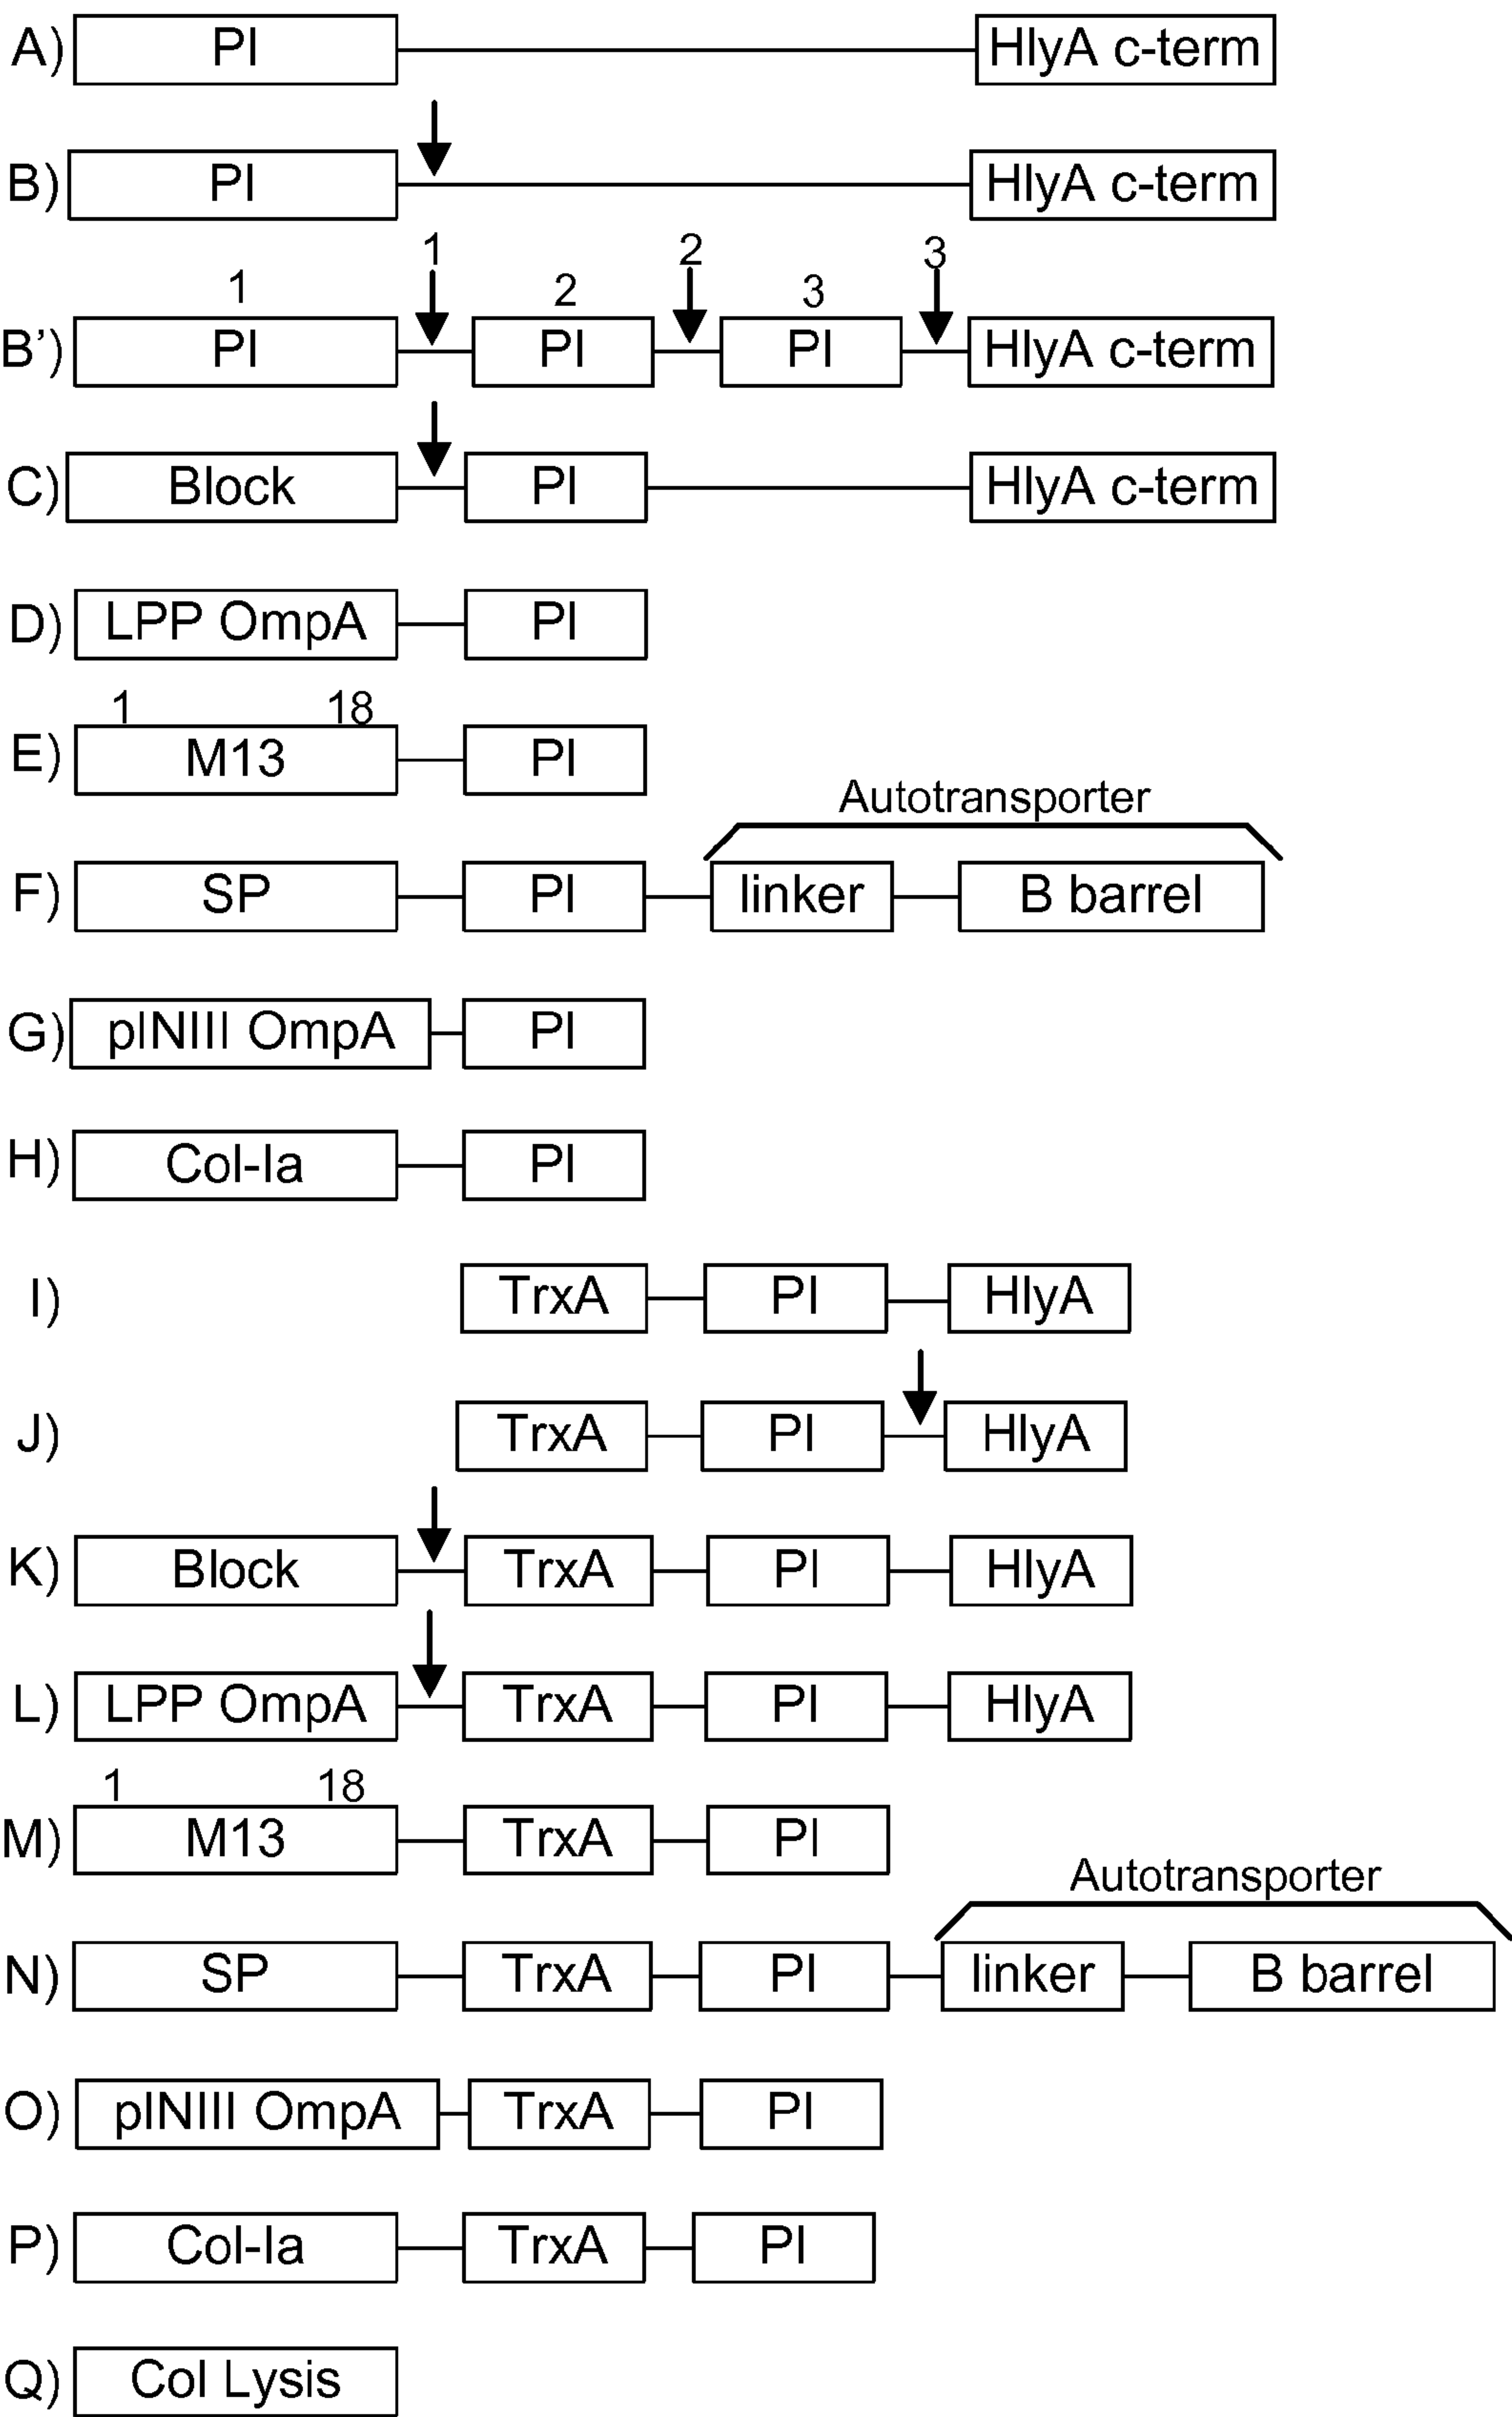 A) PI HlyA c-term
B) PI HlyA c-term
1 2 3
1 2 3
B’) PI PI PI HlyA c-term
C) Block PI HlyA c-term
D) LPP OmpA PI
1 18
E) M13 PI
Autotransporter
F) SP PI linker B barrel
G) pINIII OmpA PI
H) Col-Ia PI
I) TrxA PI HlyA
J) TrxA PI HlyA
K) Block TrxA PI HlyA
L) LPP OmpA TrxA PI HlyA
1 18
M) M13 TrxA PI
Autotransporter
N) SP TrxA PI linker B barrel
O) pINIII OmpA TrxA PI
P) Col-Ia TrxA PI
Q) Col Lysis